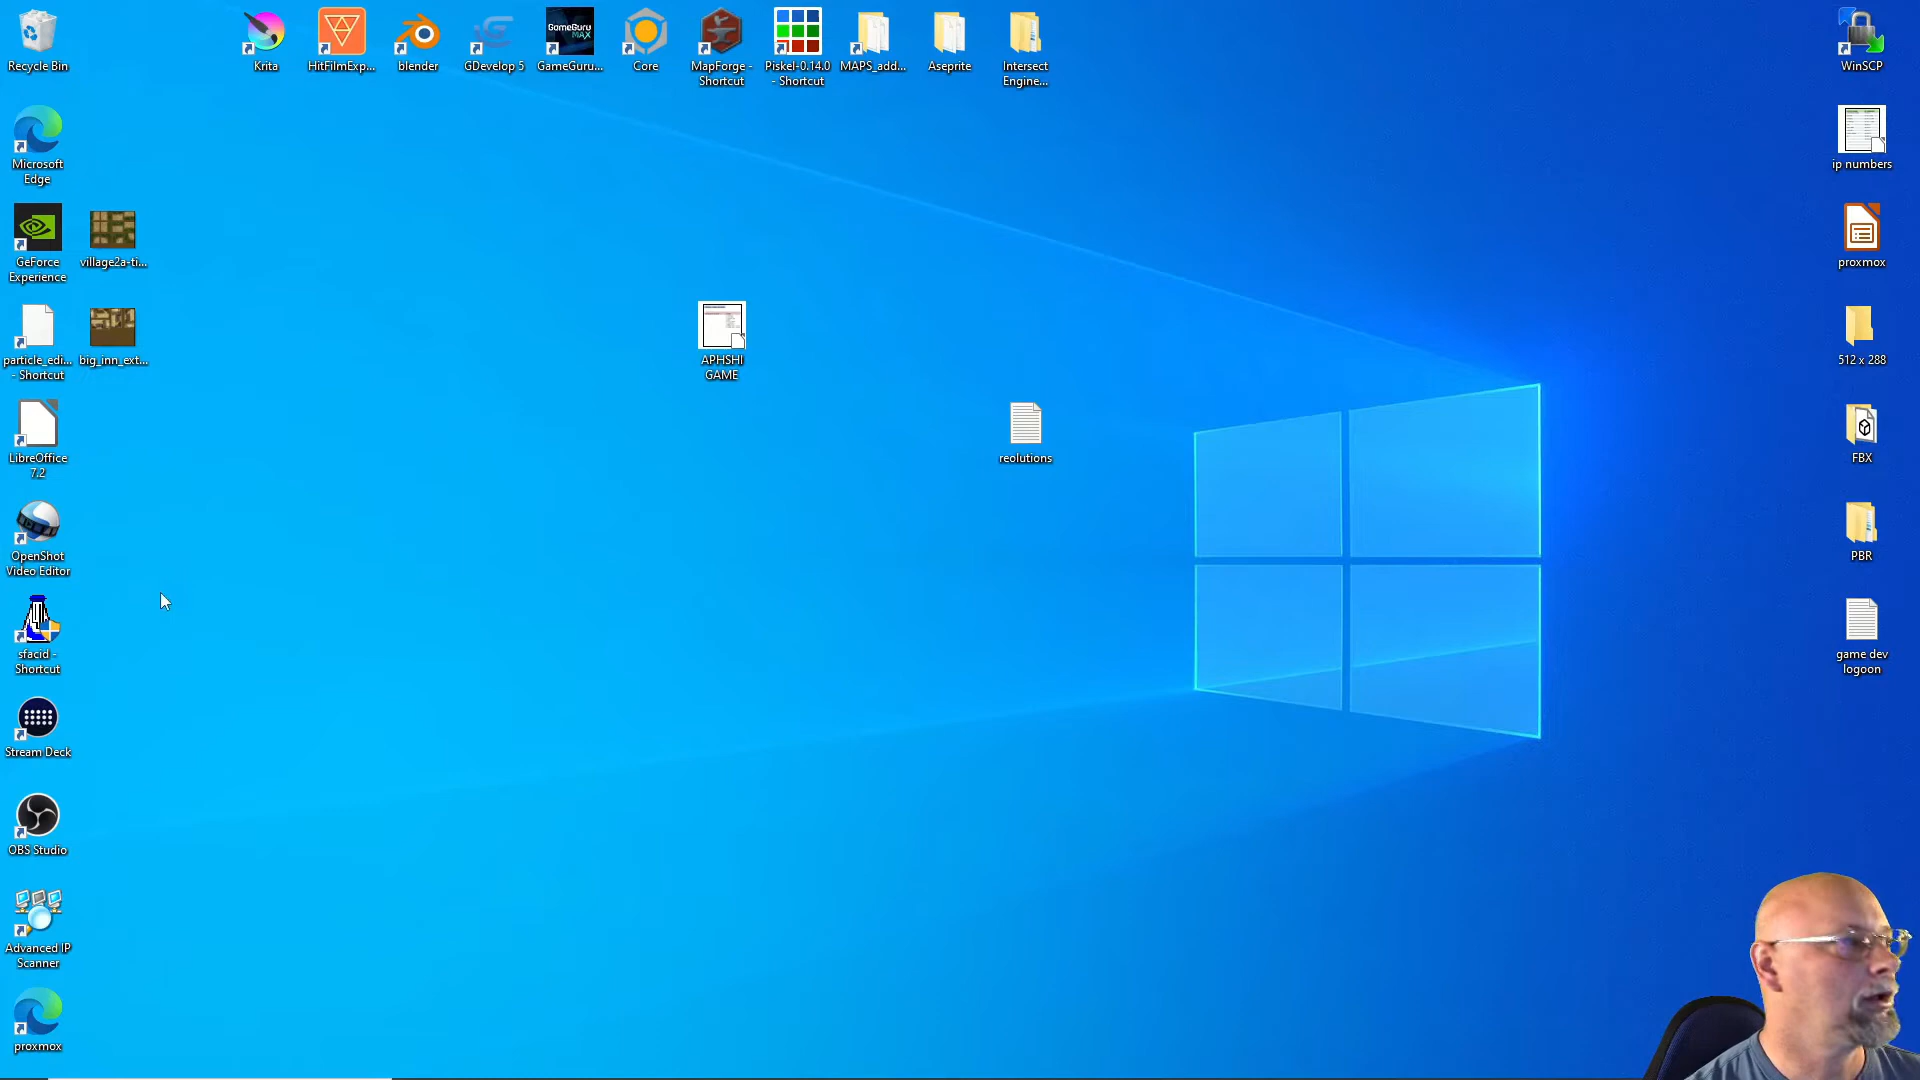 Recycle Bin
Krita
HitFilmExp...
blender
GDevelop 5
GameGuru...
Core
MapForge -
Shortcut
Piskel-0.14.0
- Shortcut
MAPS_add...
Aseprite
Intersect
Engine...
WinSCP
GameGuru
MAX
Microsoft
Edge
ip numbers
GeForce
Experience
village2a-ti...
proxmox
particle_edi...
- Shortcut
big_inn_ext...
APHSHI
GAME
512 x 288
LibreOffice
7.2
reolutions
FBX
OpenShot
Video Editor
PBR
sfacid -
Shortcut
game dev
logoon
Stream Deck
OBS Studio
Advanced IP
Scanner
proxmox